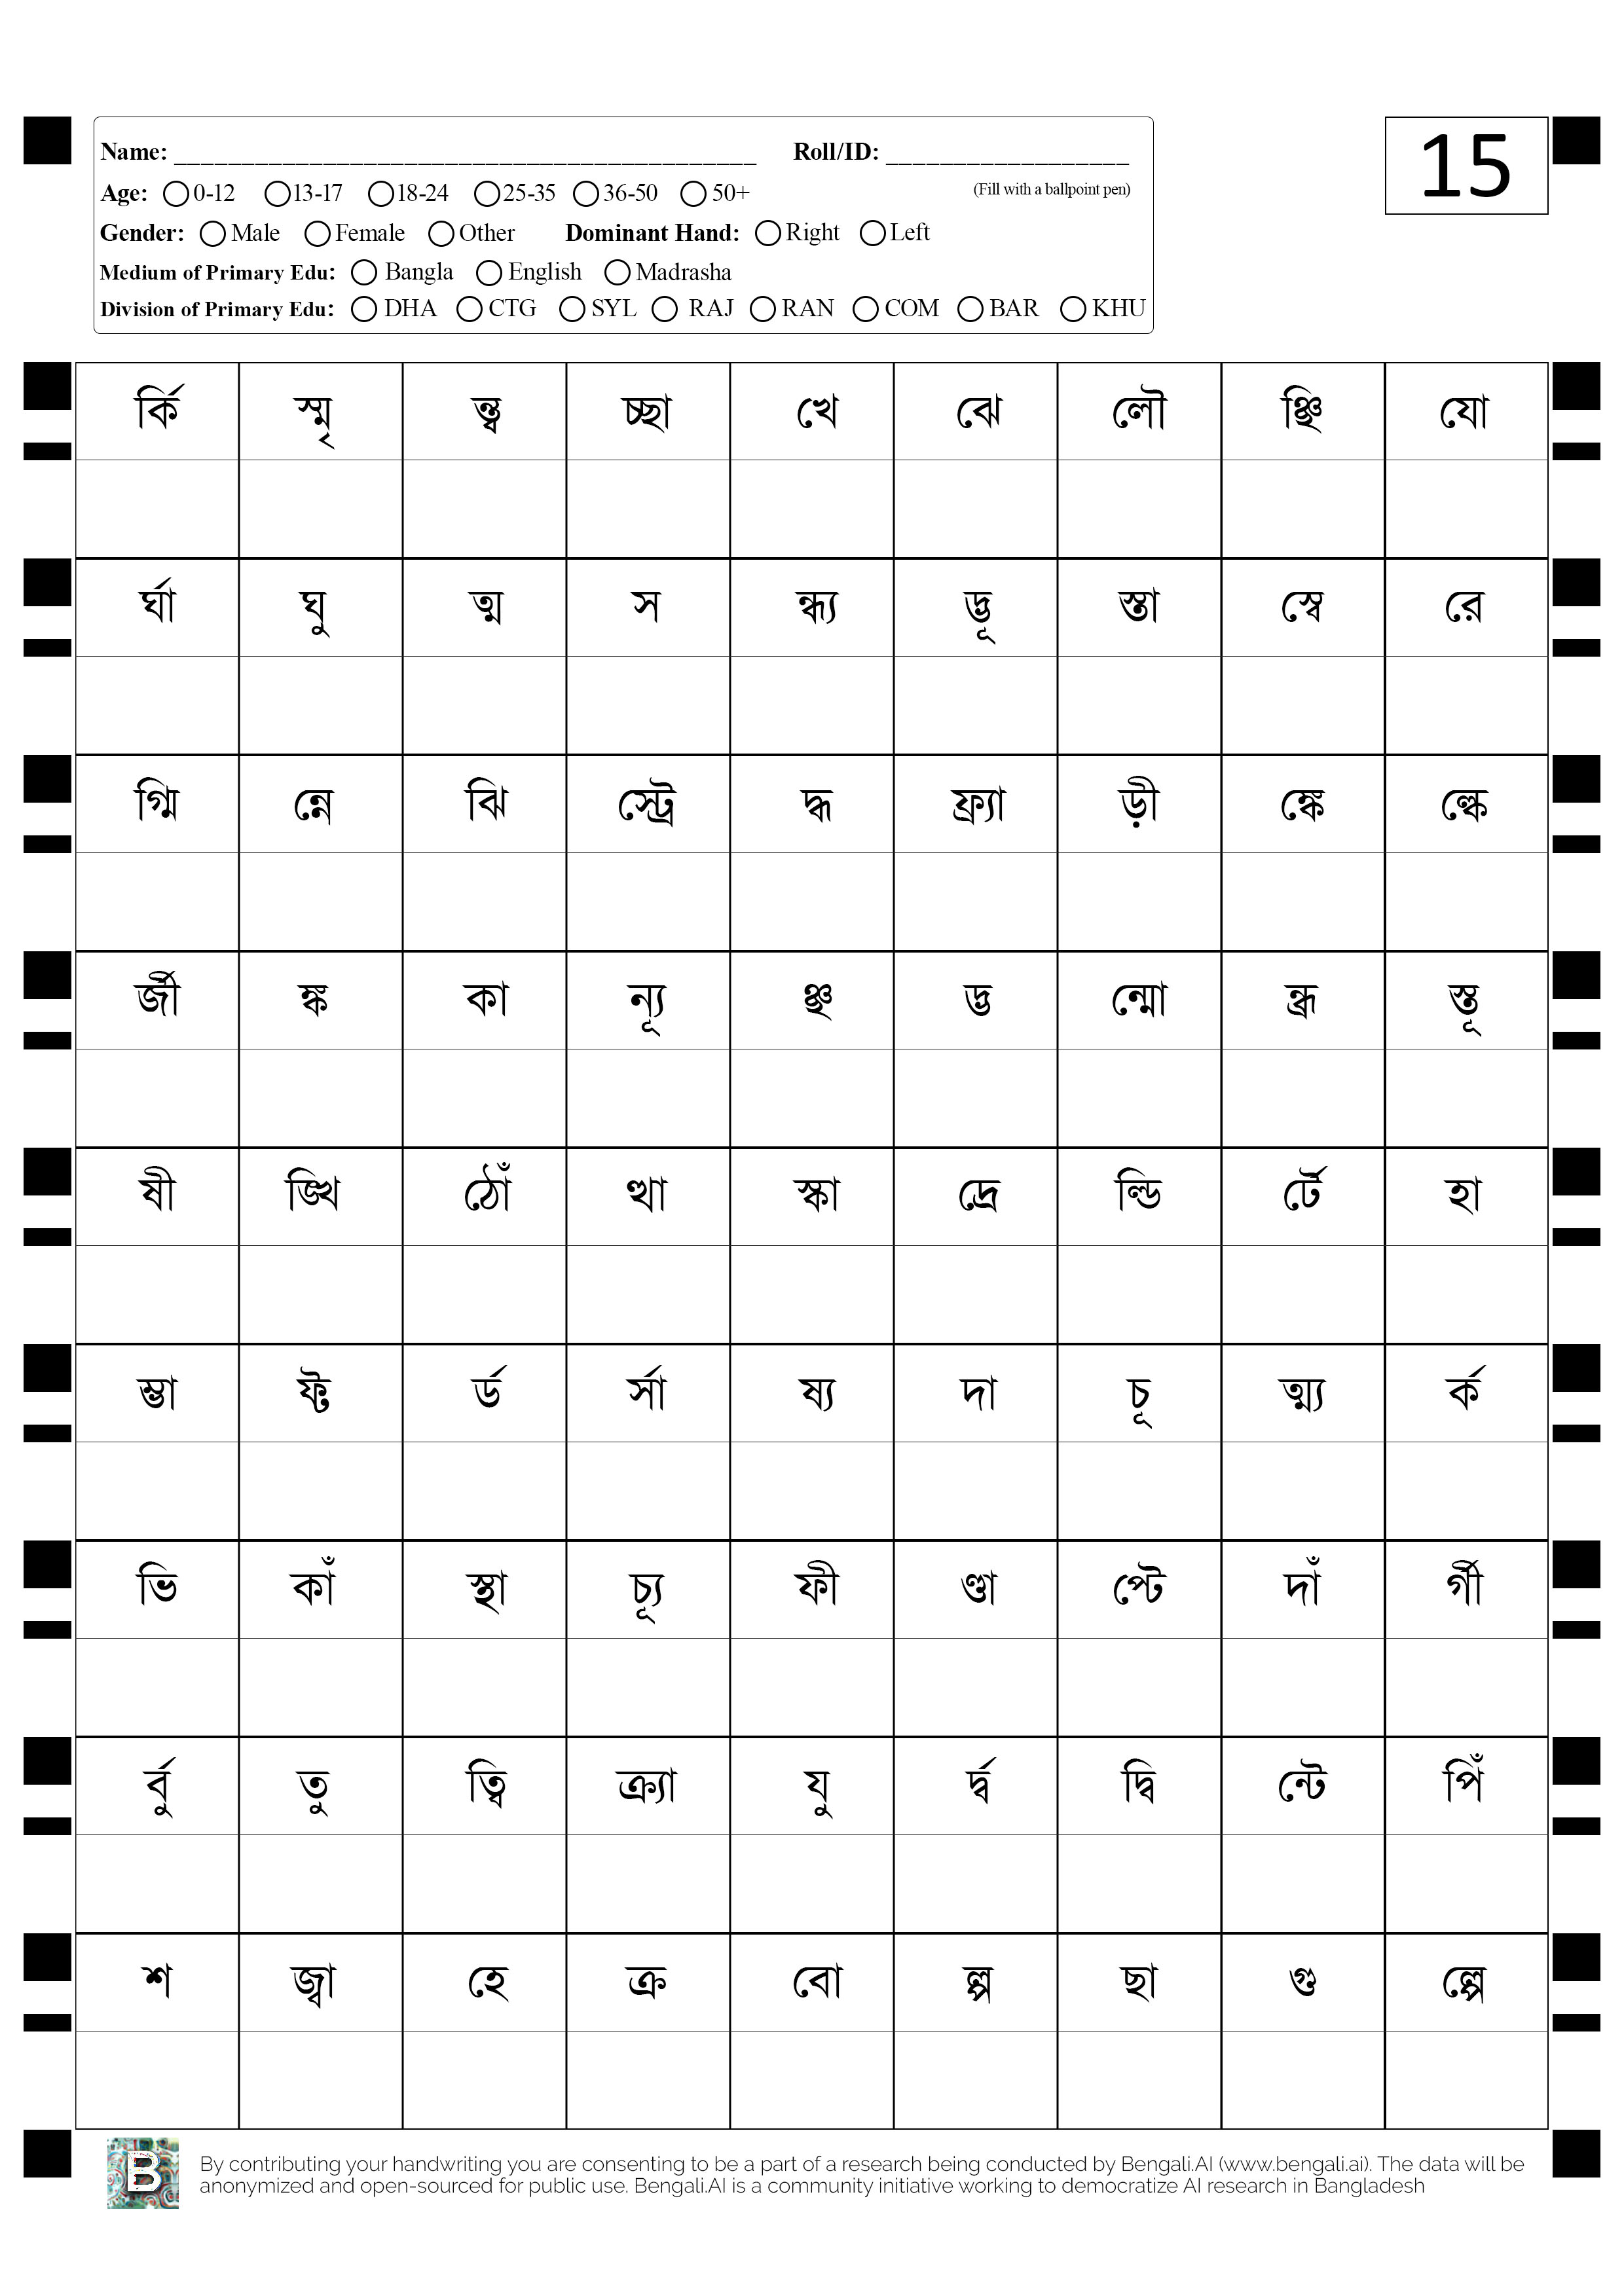 Name: ___________________________________________ Roll/ID: __________________
15
Age: 0-12 13-17 18-24 25-35 36-50 50+ (Fill with a ballpoint pen)
Gender: Male Female Other Dominant Hand: Right Left
Medium of Primary Edu: Bangla English Madrasha
Division of Primary Edu: DHA CTG SYL RAJ RAN COM BAR KHU
র্কি স্মৃ ন্ত্ব চ্ছা খে ঝে লৌ ঞ্চি যো
র্ঘা ঘু ত্ম স ন্ধ্য দ্ভূ স্তা স্বে রে
গ্মি ন্নে ঝি স্ট্রে দ্ধ ফ্র্যা ড়ী ঙ্কে ল্কে
র্জী ঙ্ক কা ন্যূ ঞ্ছ দ্ভ ন্মো ন্ধ্র স্তূ
ষী ঙ্খি ঠোঁ ত্থা স্কা দ্রে ল্ডি র্টে হা
ম্ভা ফ্ট র্ড র্সা ষ্য দা চূ ত্ম্য র্ক
ভি কাঁ স্থা চ্যূ ফী ণ্ডা প্টে দাঁ র্গী
র্বু তু ত্বি ক্র্যা যু র্দ্ব দ্বি ন্টে পিঁ
শ জ্বা হে ক্র বো ল্প ছা গু ল্পে
B
By contributing your handwriting you are consenting to be a part of a research being conducted by Bengali.AI (www.bengali.ai). The data will be
anonymized and open-sourced for public use. Bengali.AI is a community initiative working to democratize AI research in Bangladesh